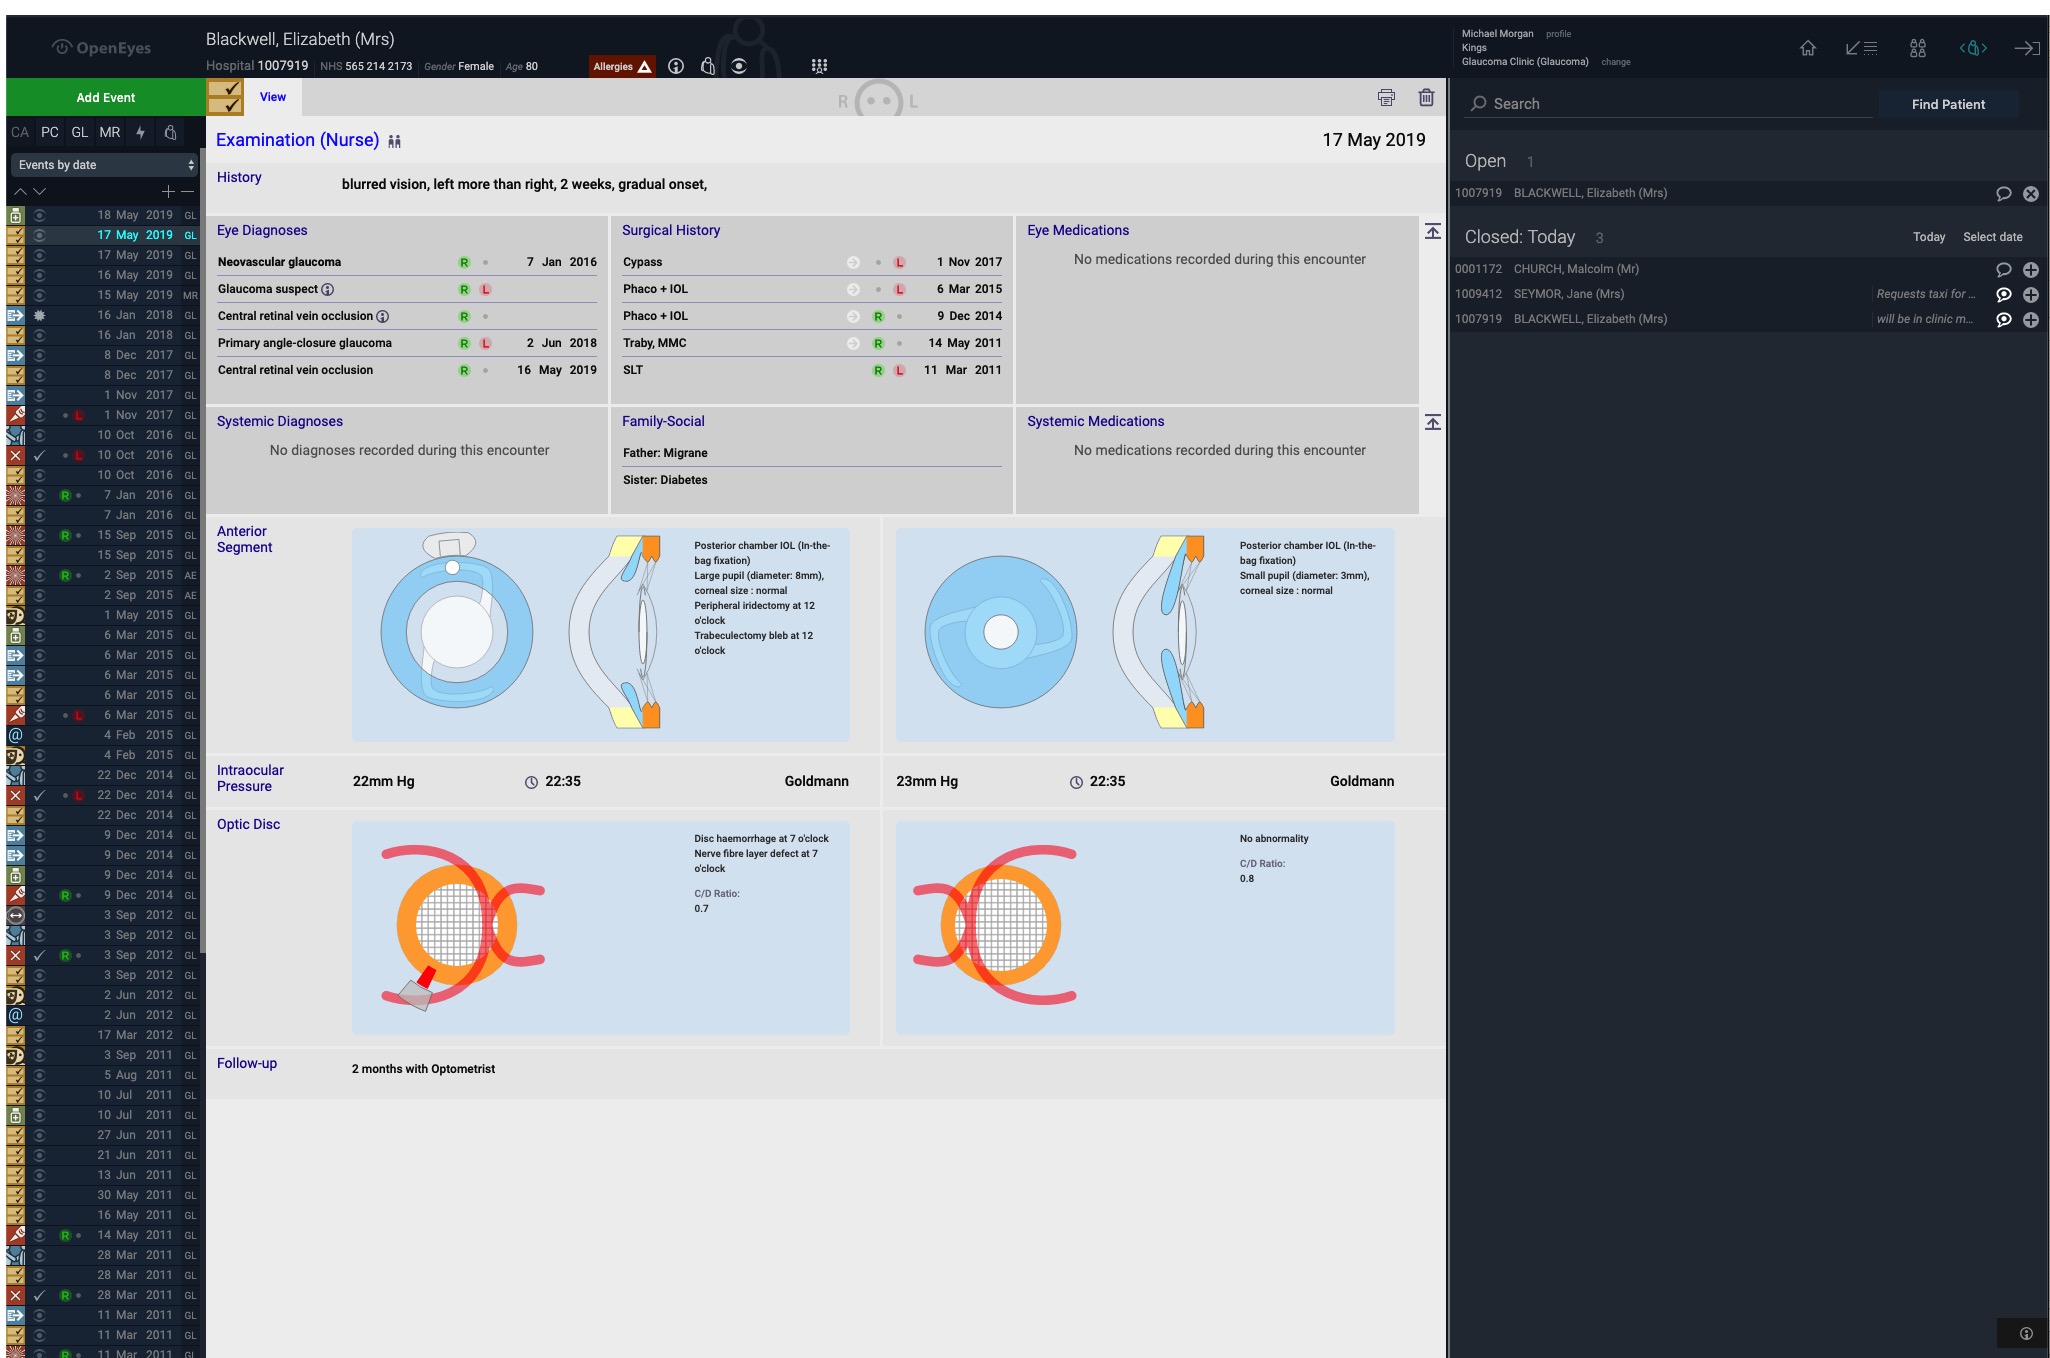 OpenEyes
Blackwell, Elizabeth (Mrs)
Hospital 1007919 NHS 565 214 2173 Gender Female Age 80 Allergies
Michael Morgan profile
Kings
Glaucoma Clinic (Glaucoma) change
Add Event
CA PC GL MR
Events by date
18 May 2019 GL
17 May 2019 GL
17 May 2019 GL
16 May 2019 GL
15 May 2019 MR
16 Jan 2018 GL
16 Jan 2018 GL
8 Dec 2017 GL
8 Dec 2017 GL
1 Nov 2017 GL
L 1 Nov 2017 GL
10 Oct 2016 GL
L 10 Oct 2016 GL
10 Oct 2016 GL
R 7 Jan 2016 GL
7 Jan 2016 GL
R 15 Sep 2015 GL
15 Sep 2015 GL
R 2 Sep 2015 AE
2 Sep 2015 AE
1 May 2015 GL
6 Mar 2015 GL
6 Mar 2015 GL
6 Mar 2015 GL
6 Mar 2015 GL
L 6 Mar 2015 GL
@ 4 Feb 2015 GL
4 Feb 2015 GL
22 Dec 2014 GL
L 22 Dec 2014 GL
22 Dec 2014 GL
9 Dec 2014 GL
9 Dec 2014 GL
9 Dec 2014 GL
R 9 Dec 2014 GL
3 Sep 2012 GL
3 Sep 2012 GL
R 3 Sep 2012 GL
3 Sep 2012 GL
2 Jun 2012 GL
@ 2 Jun 2012 GL
17 Mar 2012 GL
3 Sep 2011 GL
5 Aug 2011 GL
10 Jul 2011 GL
10 Jul 2011 GL
27 Jun 2011 GL
21 Jun 2011 GL
13 Jun 2011 GL
30 May 2011 GL
16 May 2011 GL
R 14 May 2011 GL
28 Mar 2011 GL
28 Mar 2011 GL
R 28 Mar 2011 GL
11 Mar 2011 GL
11 Mar 2011 GL
R 11 Mar 2011 GL
View
R L
Examination (Nurse) 17 May 2019
History blurred vision, left more than right, 2 weeks, gradual onset,
Eye Diagnoses
Neovascular glaucoma R 7 Jan 2016
Glaucoma suspect R L
Central retinal vein occlusion R
Primary angle-closure glaucoma R L 2 Jun 2018
Central retinal vein occlusion R 16 May 2019
Surgical History
Cypass L 1 Nov 2017
Phaco + IOL L 6 Mar 2015
Phaco + IOL R 9 Dec 2014
Traby, MMC R 14 May 2011
SLT R L 11 Mar 2011
Eye Medications
No medications recorded during this encounter
Systemic Diagnoses
No diagnoses recorded during this encounter
Family-Social
Father: Migrane
Sister: Diabetes
Systemic Medications
No medications recorded during this encounter
Anterior
Segment
Posterior chamber IOL (In-the-
bag fixation)
Large pupil (diameter: 8mm),
corneal size : normal
Peripheral iridectomy at 12
o'clock
Trabeculectomy bleb at 12
o'clock
Posterior chamber IOL (In-the-
bag fixation)
Small pupil (diameter: 3mm),
corneal size : normal
Intraocular
Pressure
22mm Hg 22:35 Goldmann
23mm Hg 22:35 Goldmann
Optic Disc
Disc haemorrhage at 7 o'clock
Nerve fibre layer defect at 7
o'clock
C/D Ratio:
0.7
No abnormality
C/D Ratio:
0.8
Follow-up 2 months with Optometrist
Search Find Patient
Open 1
1007919 BLACKWELL, Elizabeth (Mrs)
Closed: Today 3 Today Select date
0001172 CHURCH, Malcolm (Mr)
1009412 SEYMOR, Jane (Mrs) Requests taxi for ...
1007919 BLACKWELL, Elizabeth (Mrs) will be in clinic m...